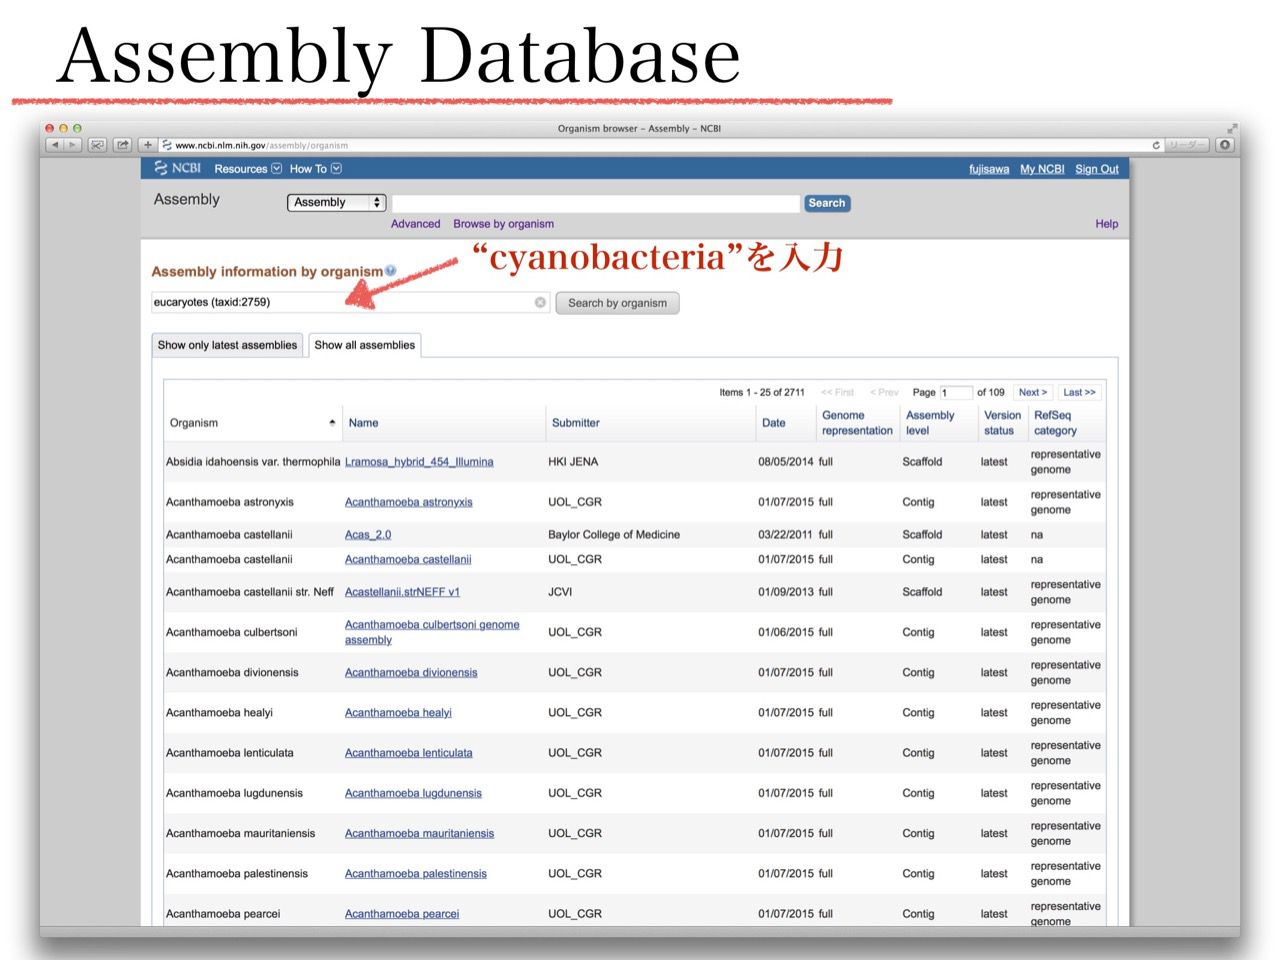 Assembly Database
Organism browser – Assembly – NCBI
www.ncbi.nlm.nih.gov/assembly/organism
リーダー
NCBI Resources How To fujisawa My NCBI Sign Out
Assembly Assembly Search
Advanced Browse by organism Help
“cyanobacteria”を入力
Assembly information by organism
eucaryotes (taxid:2759) Search by organism
Show only latest assemblies Show all assemblies
Items 1 - 25 of 2711 << First < Prev Page 1 of 109 Next > Last >>
Organism Name Submitter Date Genome representation Assembly level Version status RefSeq category
Absidia idahoensis var. thermophila Lramosa_hybrid_454_Illumina HKI JENA 08/05/2014 full Scaffold latest representative genome
Acanthamoeba astronyxis Acanthamoeba astronyxis UOL_CGR 01/07/2015 full Contig latest representative genome
Acanthamoeba castellanii Acas_2.0 Baylor College of Medicine 03/22/2011 full Scaffold latest na
Acanthamoeba castellanii Acanthamoeba castellanii UOL_CGR 01/07/2015 full Contig latest na
Acanthamoeba castellanii str. Neff Acastellanii.strNEFF v1 JCVI 01/09/2013 full Scaffold latest representative genome
Acanthamoeba culbertsoni Acanthamoeba culbertsoni genome assembly UOL_CGR 01/06/2015 full Contig latest representative genome
Acanthamoeba divionensis Acanthamoeba divionensis UOL_CGR 01/07/2015 full Contig latest representative genome
Acanthamoeba healyi Acanthamoeba healyi UOL_CGR 01/07/2015 full Contig latest representative genome
Acanthamoeba lenticulata Acanthamoeba lenticulata UOL_CGR 01/07/2015 full Contig latest representative genome
Acanthamoeba lugdunensis Acanthamoeba lugdunensis UOL_CGR 01/07/2015 full Contig latest representative genome
Acanthamoeba mauritaniensis Acanthamoeba mauritaniensis UOL_CGR 01/07/2015 full Contig latest representative genome
Acanthamoeba palestinensis Acanthamoeba palestinensis UOL_CGR 01/07/2015 full Contig latest representative genome
Acanthamoeba pearcei Acanthamoeba pearcei UOL_CGR 01/07/2015 full Contig latest representative genome